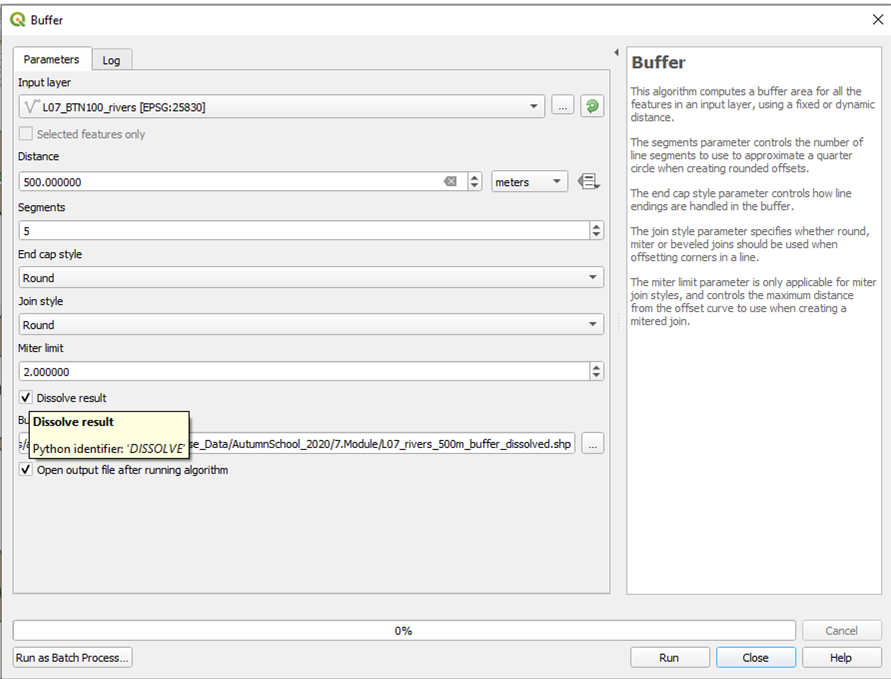 Buffer
Parameters
Log
Input layer
L07_BTN100_rivers [EPSG:25830]
...
Selected features only
Distance
500.000000
meters
Segments
5
End cap style
Round
Join style
Round
Miter limit
2.000000
Dissolve result
Bu
Dissolve result
Python identifier: 'DISSOLVE'
se_Data/AutumnSchool_2020/7.Module/L07_rivers_500m_buffer_dissolved.shp
...
Open output file after running algorithm
Buffer
This algorithm computes a buffer area for all the
features in an input layer, using a fixed or dynamic
distance.
The segments parameter controls the number of
line segments to use to approximate a quarter
circle when creating rounded offsets.
The end cap style parameter controls how line
endings are handled in the buffer.
The join style parameter specifies whether round,
miter or beveled joins should be used when
offsetting corners in a line.
The miter limit parameter is only applicable for miter
join styles, and controls the maximum distance
from the offset curve to use when creating a
mitered join.
0%
Cancel
Run as Batch Process...
Run
Close
Help